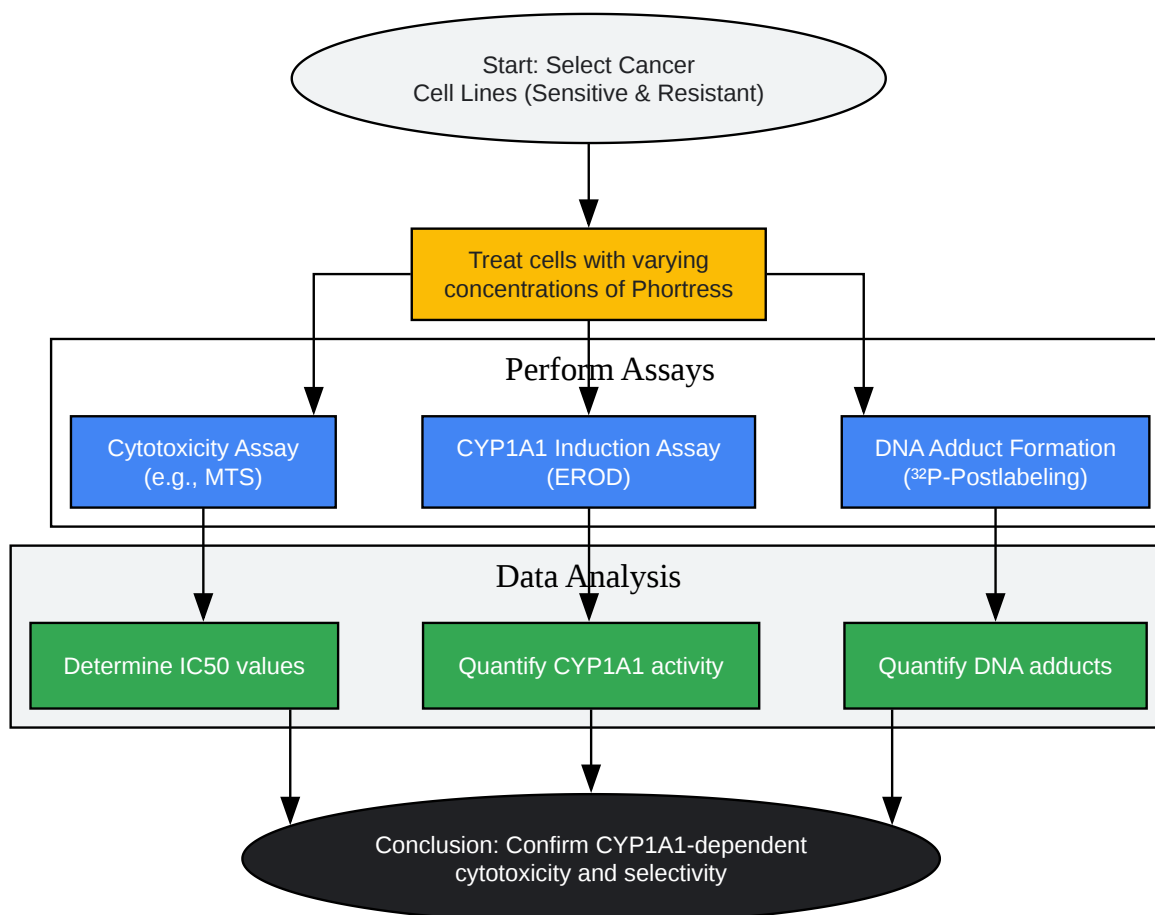 Start: Select Cancer
Cell Lines (Sensitive & Resistant)
Treat cells with varying
concentrations of Phortress
Perform Assays
Cytotoxicity Assay
(e.g., MTS)
CYP1A1 Induction Assay
(EROD)
DNA Adduct Formation
(³²P-Postlabeling)
Data Analysis
Determine IC50 values
Quantify CYP1A1 activity
Quantify DNA adducts
Conclusion: Confirm CYP1A1-dependent
cytotoxicity and selectivity